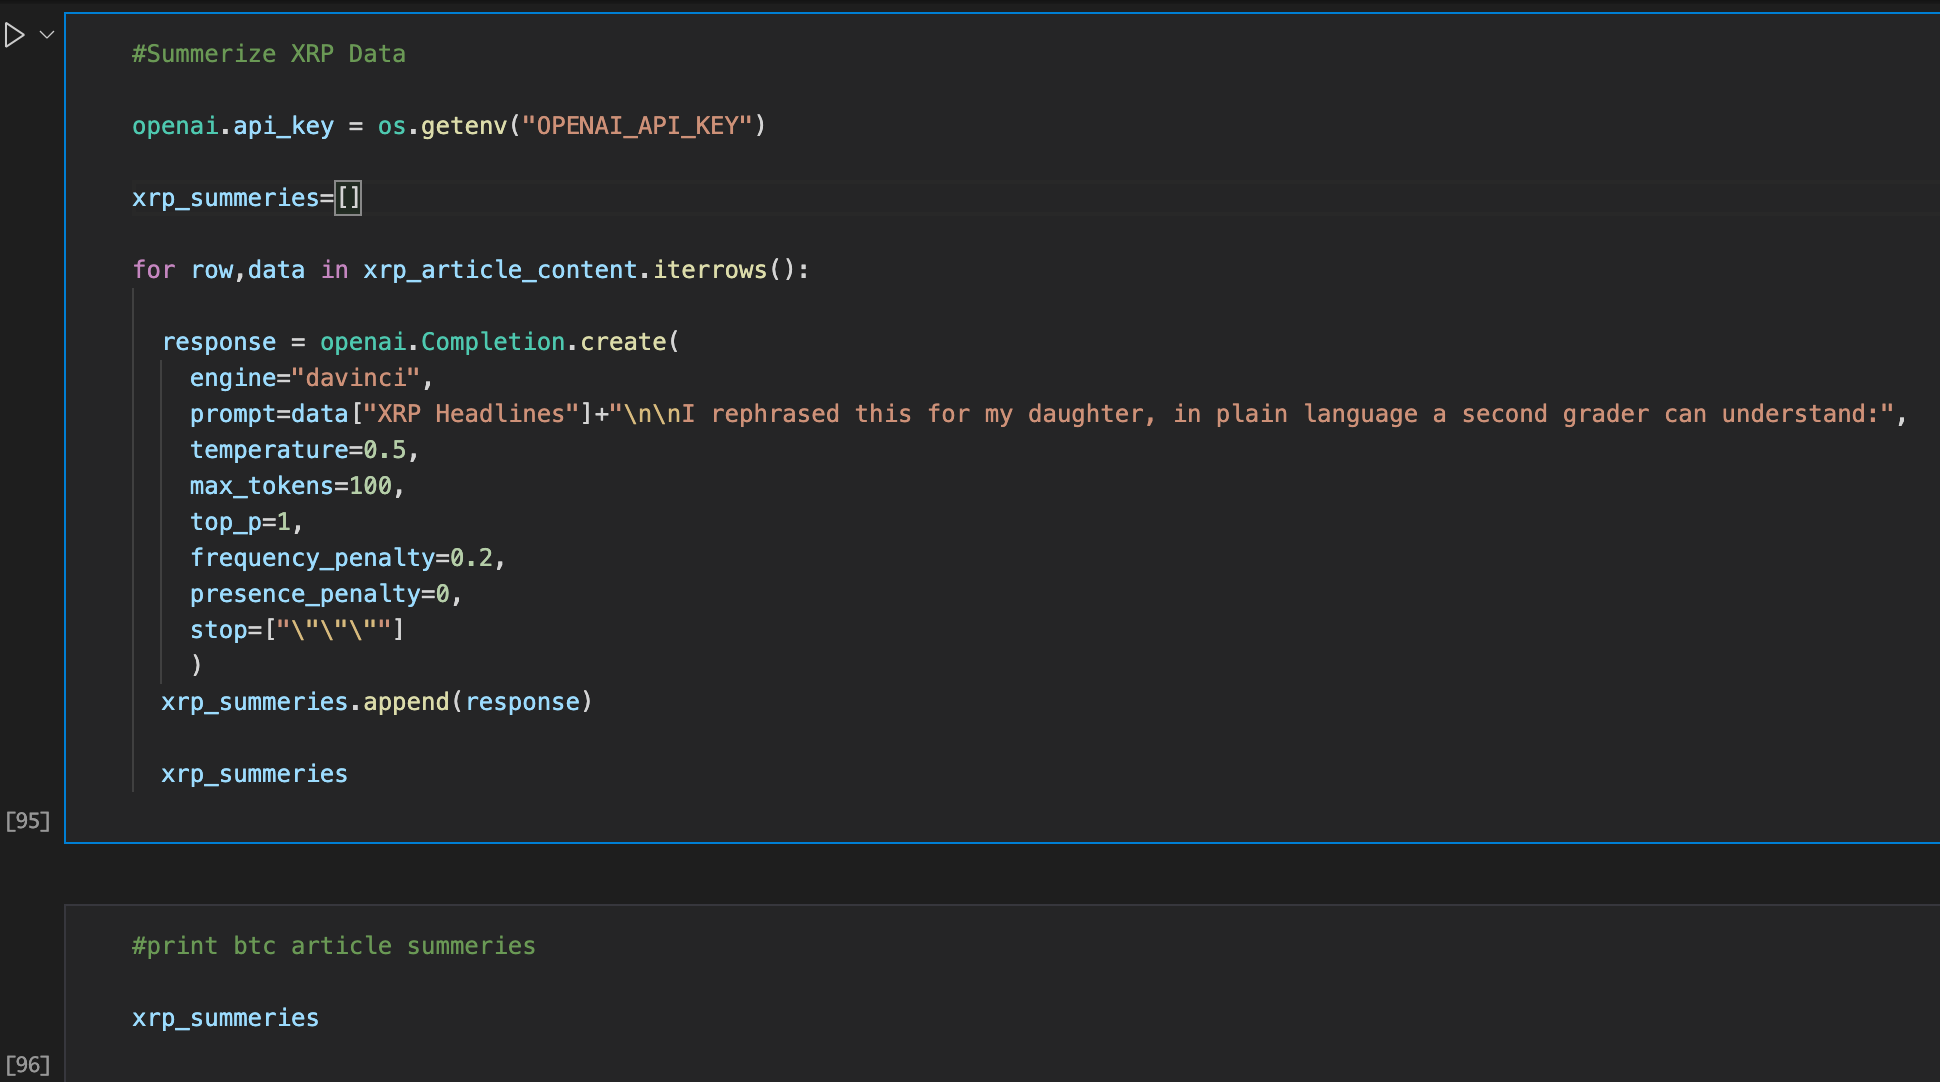 #Summerize XRP Data
openai.api_key = os.getenv("OPENAI_API_KEY")
xrp_summeries=[]
for row,data in xrp_article_content.iterrows():
response = openai.Completion.create(
engine="davinci",
prompt=data["XRP Headlines"]+"\n\nI rephrased this for my daughter, in plain language a second grader can understand:",
temperature=0.5,
max_tokens=100,
top_p=1,
frequency_penalty=0.2,
presence_penalty=0,
stop=["\"\"\""]
)
xrp_summeries.append(response)
xrp_summeries
[95]
#print btc article summeries
xrp_summeries
[96]